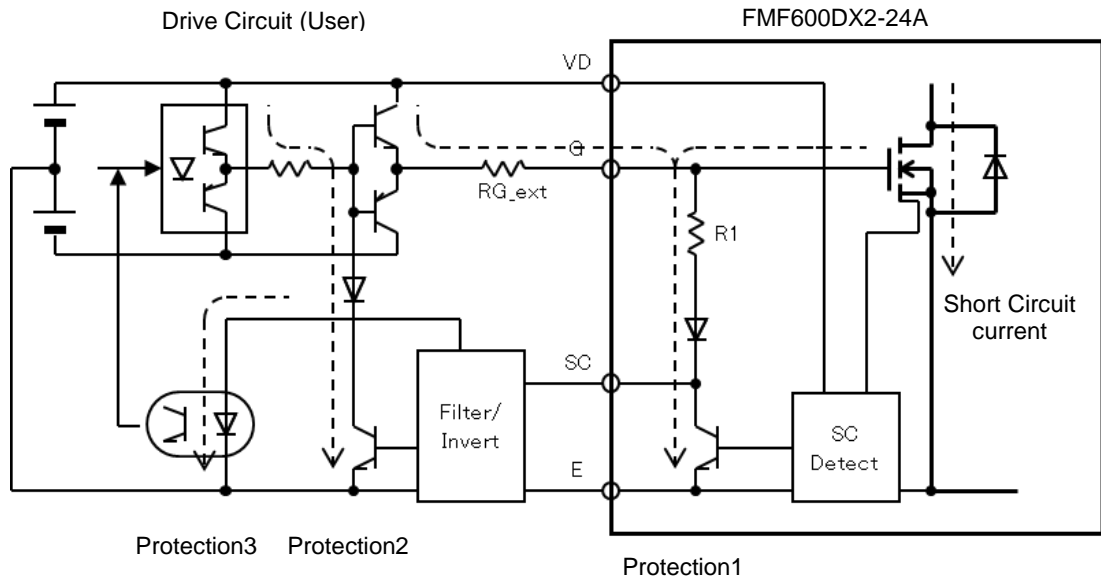 Drive Circuit (User)
FMF600DX2-24A
VD
G
RG_ext
R1
Short Circuit
current
SC
Filter/
Invert
SC
Detect
E
Protection3
Protection2
Protection1